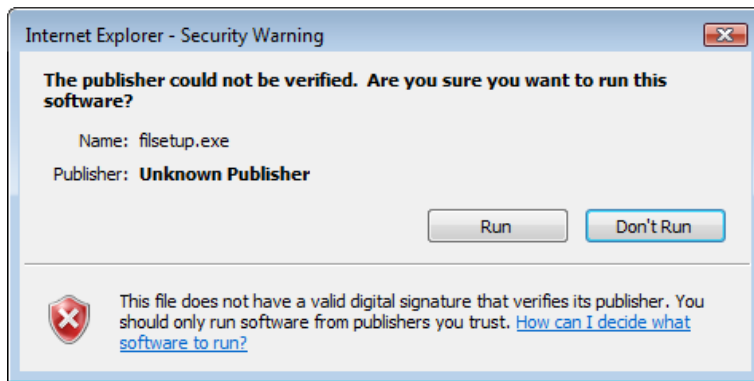 Internet Explorer - Security Warning
The publisher could not be verified. Are you sure you want to run this
software?
Name: filsetup.exe
Publisher: Unknown Publisher
Run
Don't Run
This file does not have a valid digital signature that verifies its publisher. You
should only run software from publishers you trust. How can I decide what
software to run?